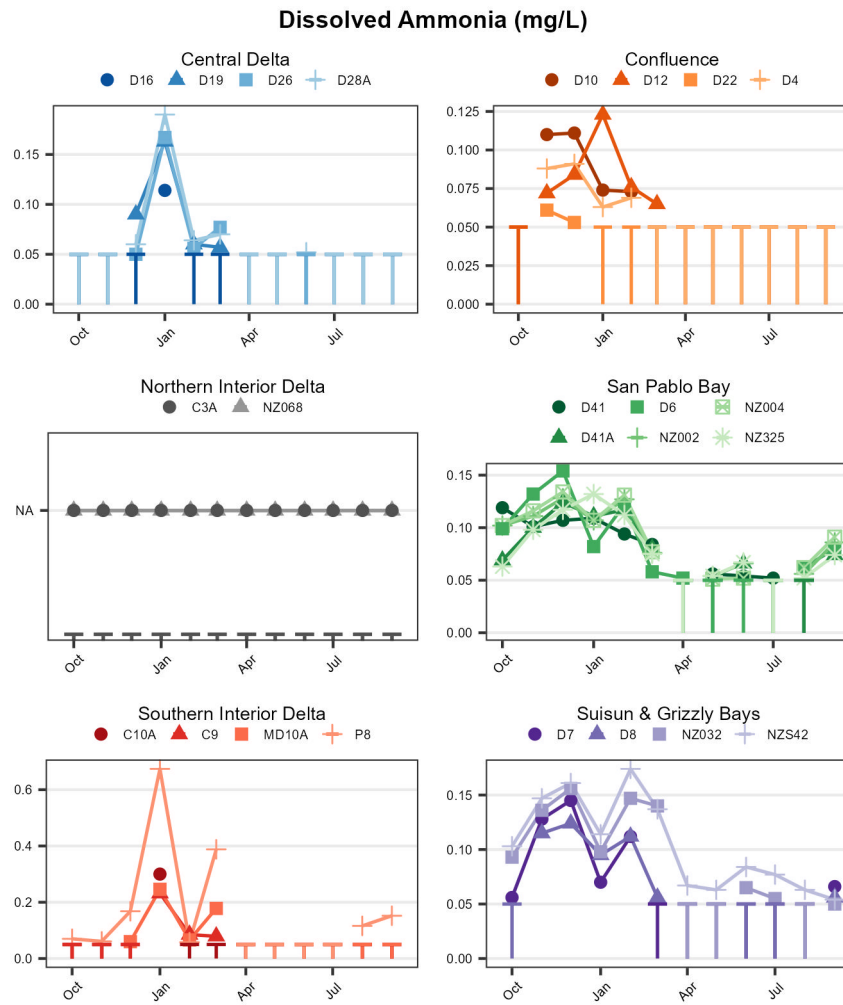 Dissolved Ammonia (mg/L)
Central Delta
D16 D19 D26 D28A
0.15
0.10
0.05
0.00
Oct Jan Apr Jul
Confluence
D10 D12 D22 D4
0.125
0.100
0.075
0.050
0.025
0.000
Oct Jan Apr Jul
Northern Interior Delta
C3A NZ068
NA
Oct Jan Apr Jul
San Pablo Bay
D41 D6 NZ004
D41A NZ002 NZ325
0.15
0.10
0.05
0.00
Oct Jan Apr Jul
Southern Interior Delta
C10A C9 MD10A P8
0.6
0.4
0.2
0.0
Oct Jan Apr Jul
Suisun & Grizzly Bays
D7 D8 NZ032 NZS42
0.15
0.10
0.05
0.00
Oct Jan Apr Jul